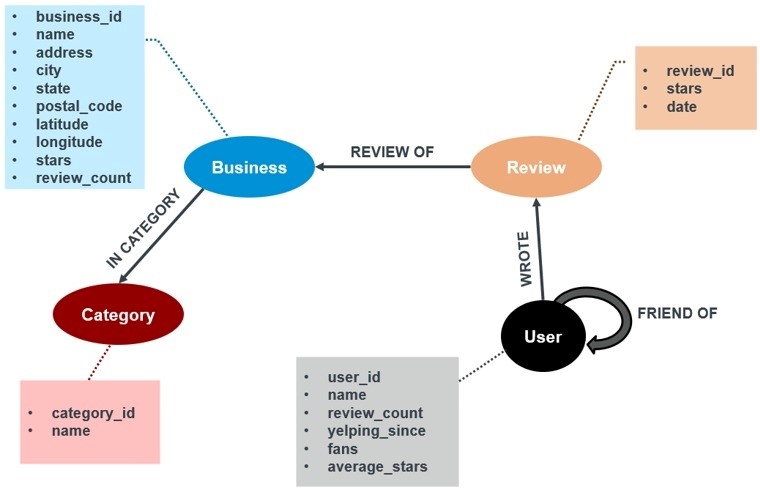 • business_id
• name
• address
• city
• state
• postal_code
• latitude
• longitude
• stars
• review_count
• review_id
• stars
• date
Business
REVIEW OF
Review
IN CATEGORY
WROTE
Category
User
FRIEND OF
• category_id
• name
• user_id
• name
• review_count
• yelping_since
• fans
• average_stars